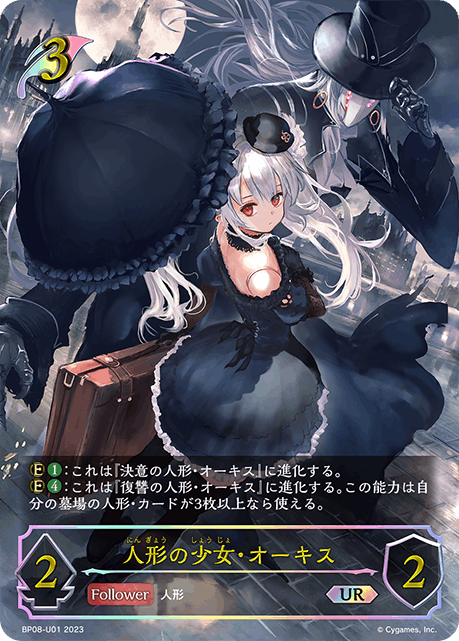 3
E 1：これは『決意の人形・オーキス』に進化する。
E 4：これは『復讐の人形・オーキス』に進化する。この能力は自
分の墓場の人形・カードが3枚以上なら使える。
にんぎょう しょうじょ
人形の少女・オーキス
2 Follower 人形 UR 2
BP08-U01 2023 © Cygames, Inc.